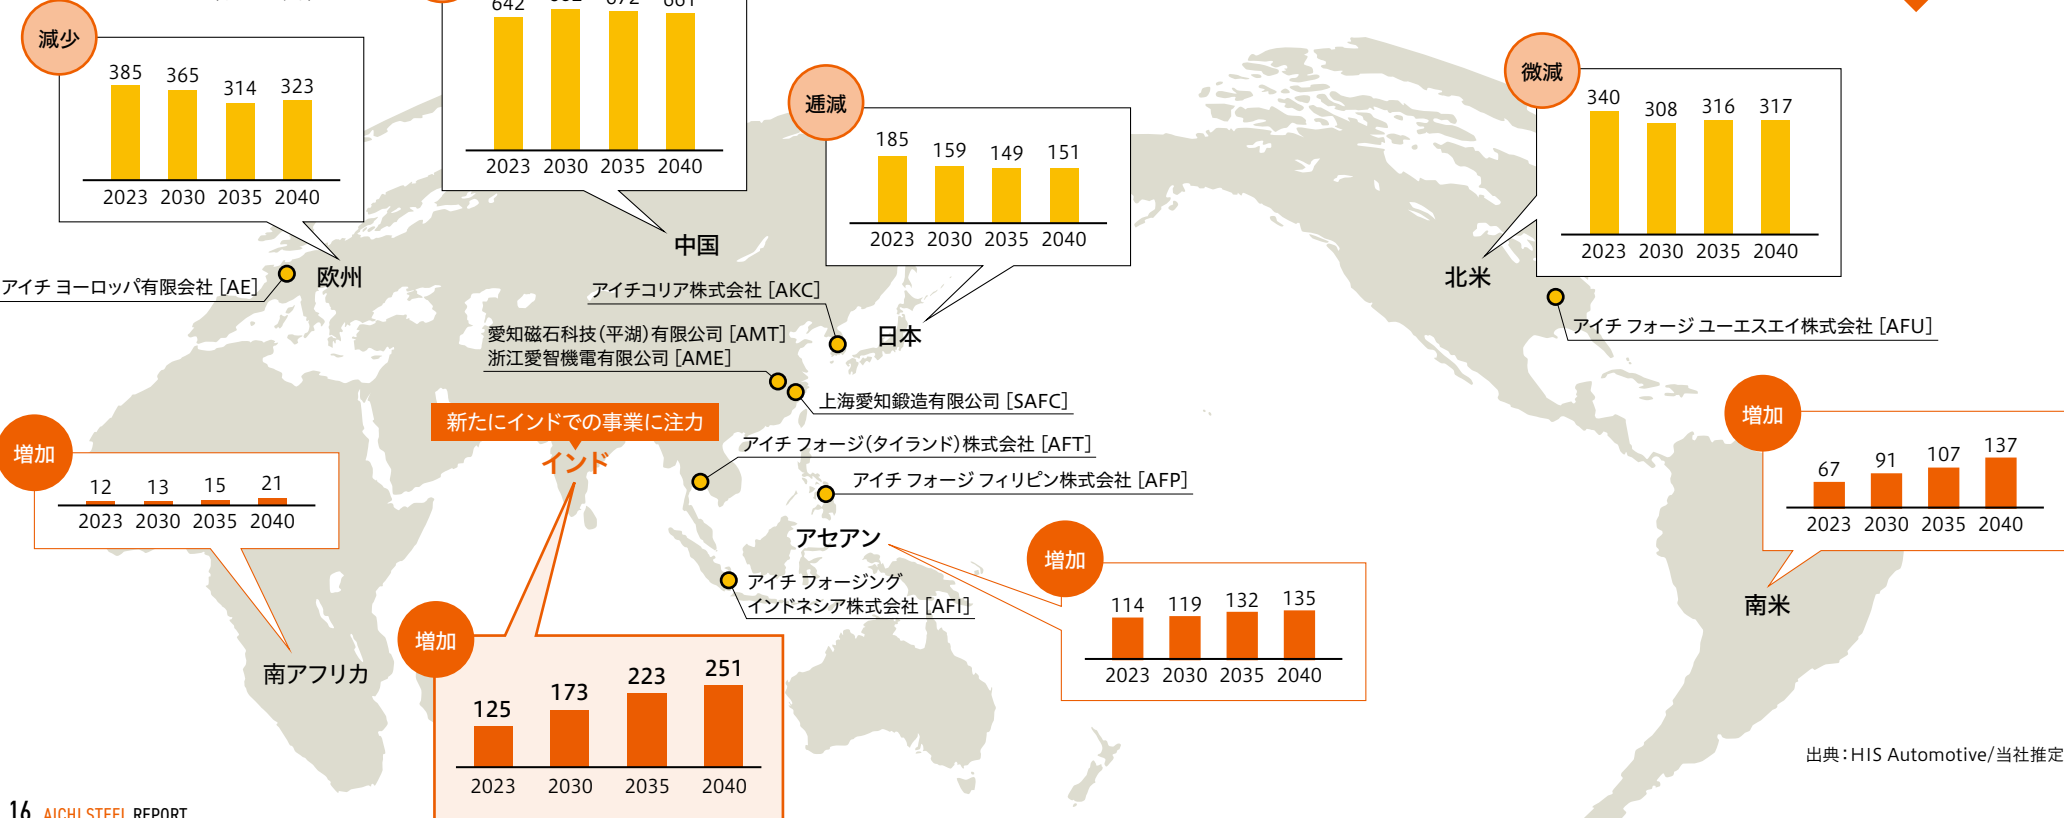 減少
385 365 314 323
2023 2030 2035 2040
642
2023 2030 2035 2040
逓減
185 159 149 151
2023 2030 2035 2040
微減
340 308 316 317
2023 2030 2035 2040
中国
欧州
アイチ ヨーロッパ有限会社［AE］
アイチコリア株式会社［AKC］
愛知磁石科技（平湖）有限公司［AMT］
浙江愛智機電有限公司［AME］
日本
北米
アイチ フォージ ユーエスエイ株式会社［AFU］
上海愛知鍛造有限公司［SAFC］
新たにインドでの事業に注力
インド
アイチ フォージ（タイランド）株式会社［AFT］
アイチ フォージ フィリピン株式会社［AFP］
増加
12 13 15 21
2023 2030 2035 2040
南アフリカ
増加
67 91 107 137
2023 2030 2035 2040
南米
アセアン
増加
114 119 132 135
2023 2030 2035 2040
アイチ フォージング
インドネシア株式会社［AFI］
増加
125 173 223 251
2023 2030 2035 2040
出典：HIS Automotive/当社推定
16 AICHI STEEL REPORT